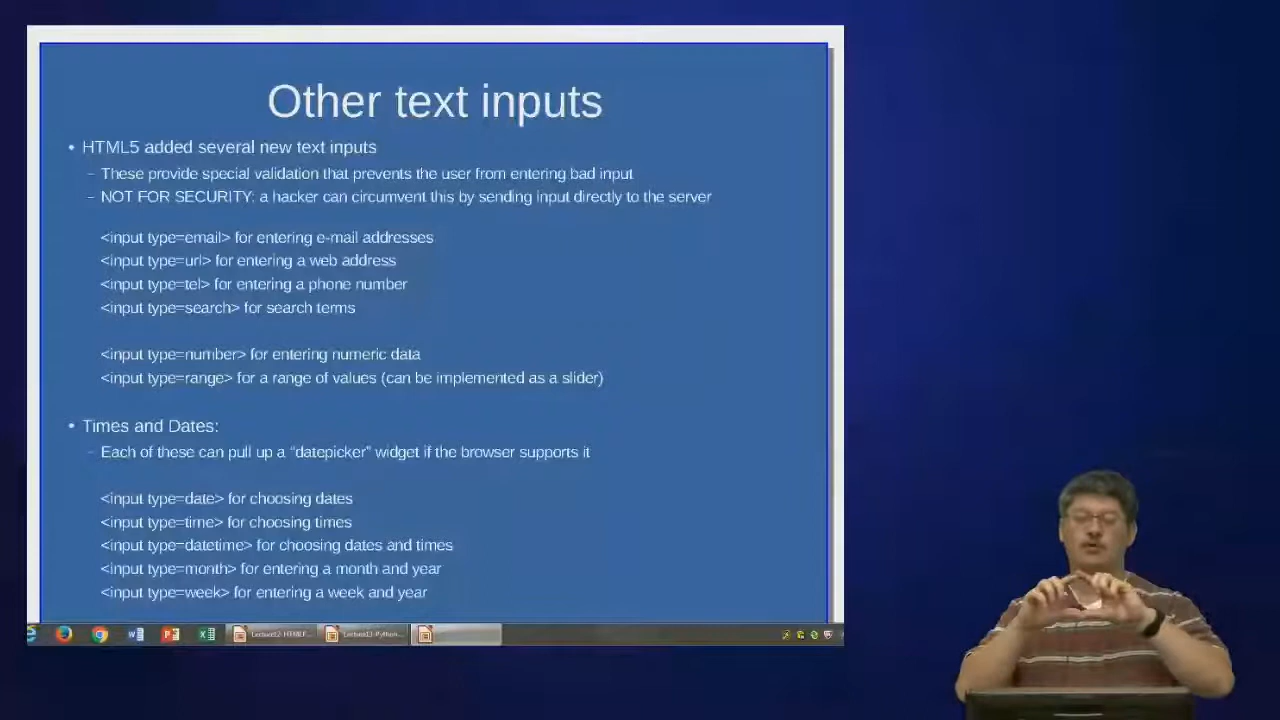 Other text inputs
• HTML5 added several new text inputs
– These provide special validation that prevents the user from entering bad input
– NOT FOR SECURITY: a hacker can circumvent this by sending input directly to the server
<input type=email> for entering e-mail addresses
<input type=url> for entering a web address
<input type=tel> for entering a phone number
<input type=search> for search terms
<input type=number> for entering numeric data
<input type=range> for a range of values (can be implemented as a slider)
• Times and Dates:
– Each of these can pull up a “datepicker” widget if the browser supports it
<input type=date> for choosing dates
<input type=time> for choosing times
<input type=datetime> for choosing dates and times
<input type=month> for entering a month and year
<input type=week> for entering a week and year
Lecture12- HTMLF... Lecture13-Python...